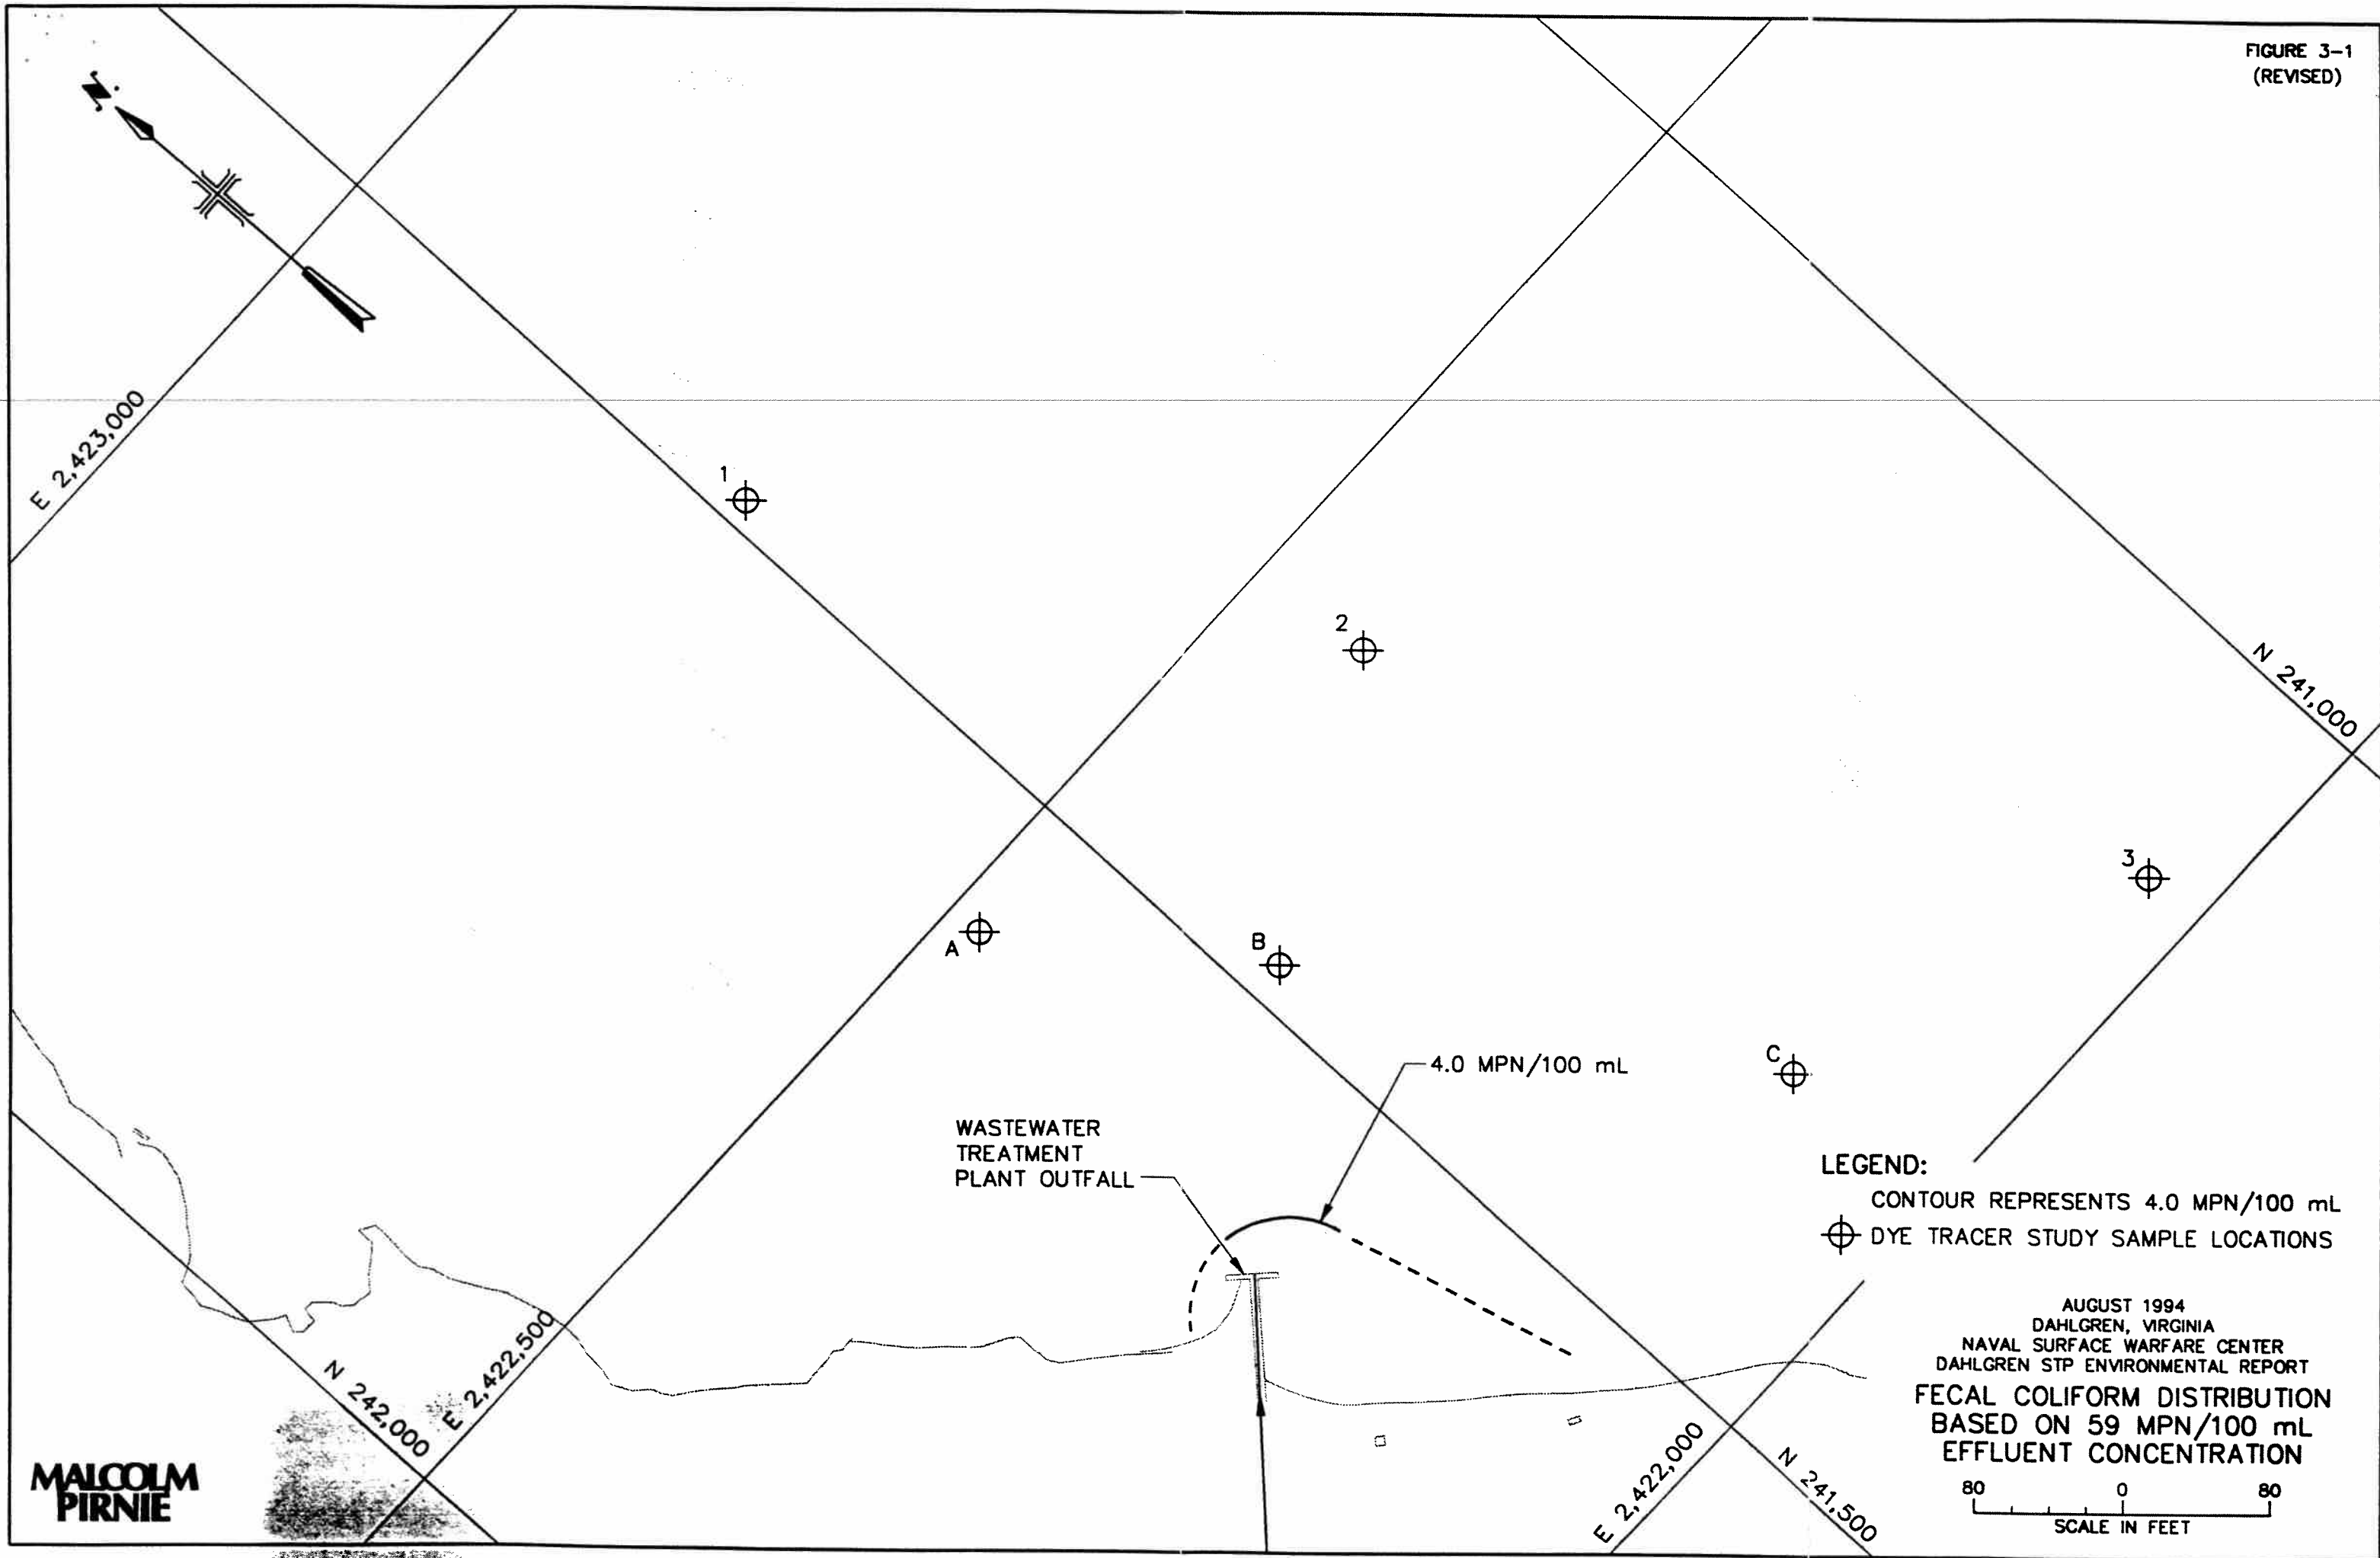 FIGURE 3-1
(REVISED)
N.
E 2,423,000
1
2
N 241,000
3
A
B
C
4.0 MPN/100 mL
WASTEWATER
TREATMENT
PLANT OUTFALL
LEGEND:
CONTOUR REPRESENTS 4.0 MPN/100 mL
DYE TRACER STUDY SAMPLE LOCATIONS
N 242,000
E 2,422,500
E 2,422,000
N 241,500
AUGUST 1994
DAHLGREN, VIRGINIA
NAVAL SURFACE WARFARE CENTER
DAHLGREN STP ENVIRONMENTAL REPORT
FECAL COLIFORM DISTRIBUTION
BASED ON 59 MPN/100 mL
EFFLUENT CONCENTRATION
80 0 80
SCALE IN FEET
MALCOLM
PIRNIE